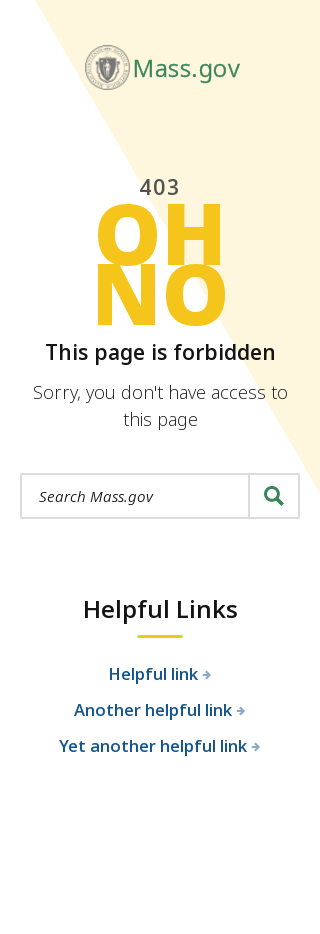 Mass.gov
403
OH
NO
This page is forbidden
Sorry, you don't have access to
this page
Search Mass.gov
Helpful Links
Helpful link
Another helpful link
Yet another helpful link